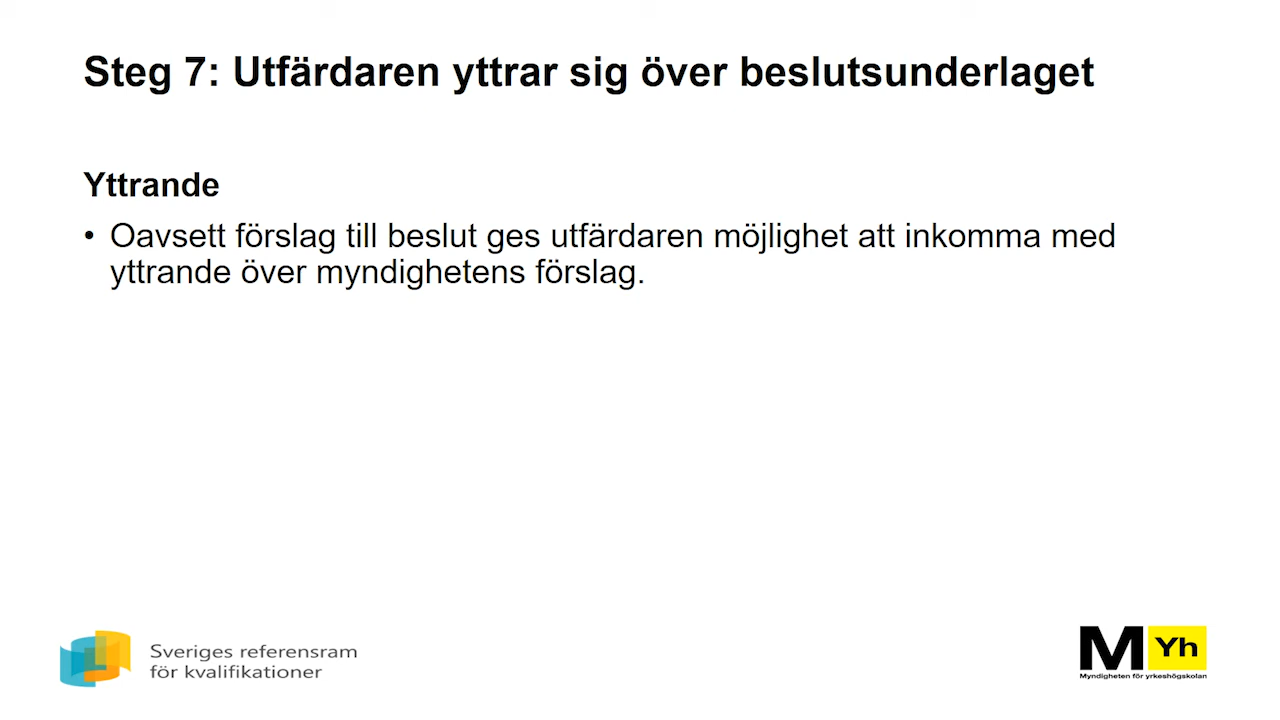 Steg 7: Utfärdaren yttrar sig över beslutsunderlaget
Yttrande
• Oavsett förslag till beslut ges utfärdaren möjlighet att inkomma med
yttrande över myndighetens förslag.
Sveriges referensram
för kvalifikationer
M Yh
Myndigheten för yrkeshögskolan